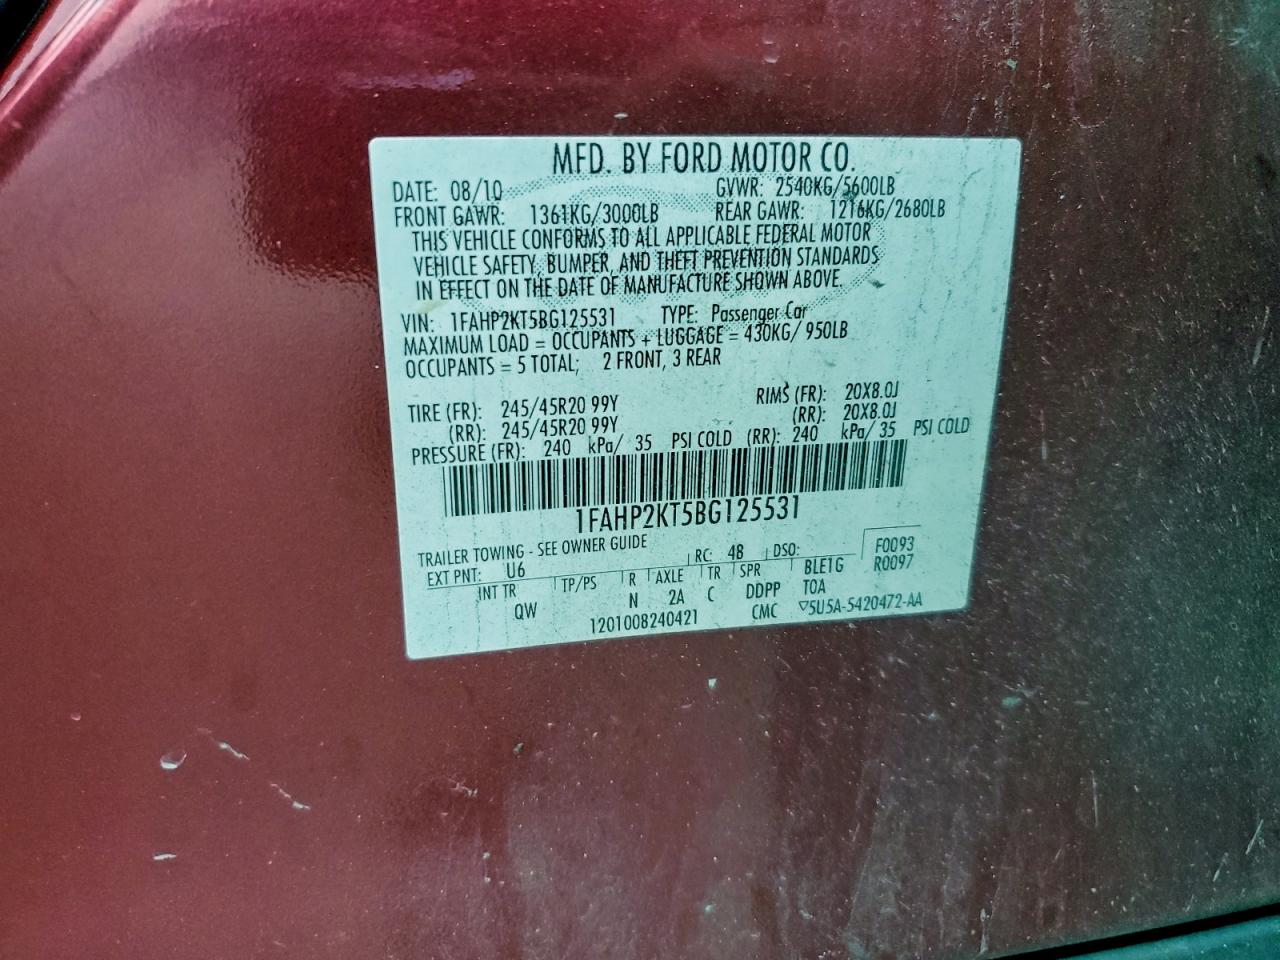 MFD. BY FORD MOTOR CO.
DATE: 08/10 GVWR: 2540KG/5600LB
FRONT GAWR: 1361KG/3000LB REAR GAWR: 1216KG/2680LB
THIS VEHICLE CONFORMS TO ALL APPLICABLE FEDERAL MOTOR
VEHICLE SAFETY, BUMPER, AND THEFT PREVENTION STANDARDS
IN EFFECT ON THE DATE OF MANUFACTURE SHOWN ABOVE.
VIN: 1FAHP2KT5BG125531 TYPE: Passenger Car
MAXIMUM LOAD = OCCUPANTS + LUGGAGE = 430KG/ 950LB
OCCUPANTS = 5 TOTAL; 2 FRONT, 3 REAR
TIRE (FR): 245/45R20 99Y RIMS (FR): 20X8.0J
(RR): 245/45R20 99Y (RR): 20X8.0J
PRESSURE (FR): 240 kPa/ 35 PSI COLD (RR): 240 kPa/ 35 PSI COLD
1FAHP2KT5BG125531
TRAILER TOWING - SEE OWNER GUIDE
EXT PNT: U6 RC: 48 DSO: F0093
R0097
INT TR TP/PS R AXLE TR SPR BLE1G
QW N 2A C DDPP TOA
1201008240421 CMC ▽5U5A-5420472-AA